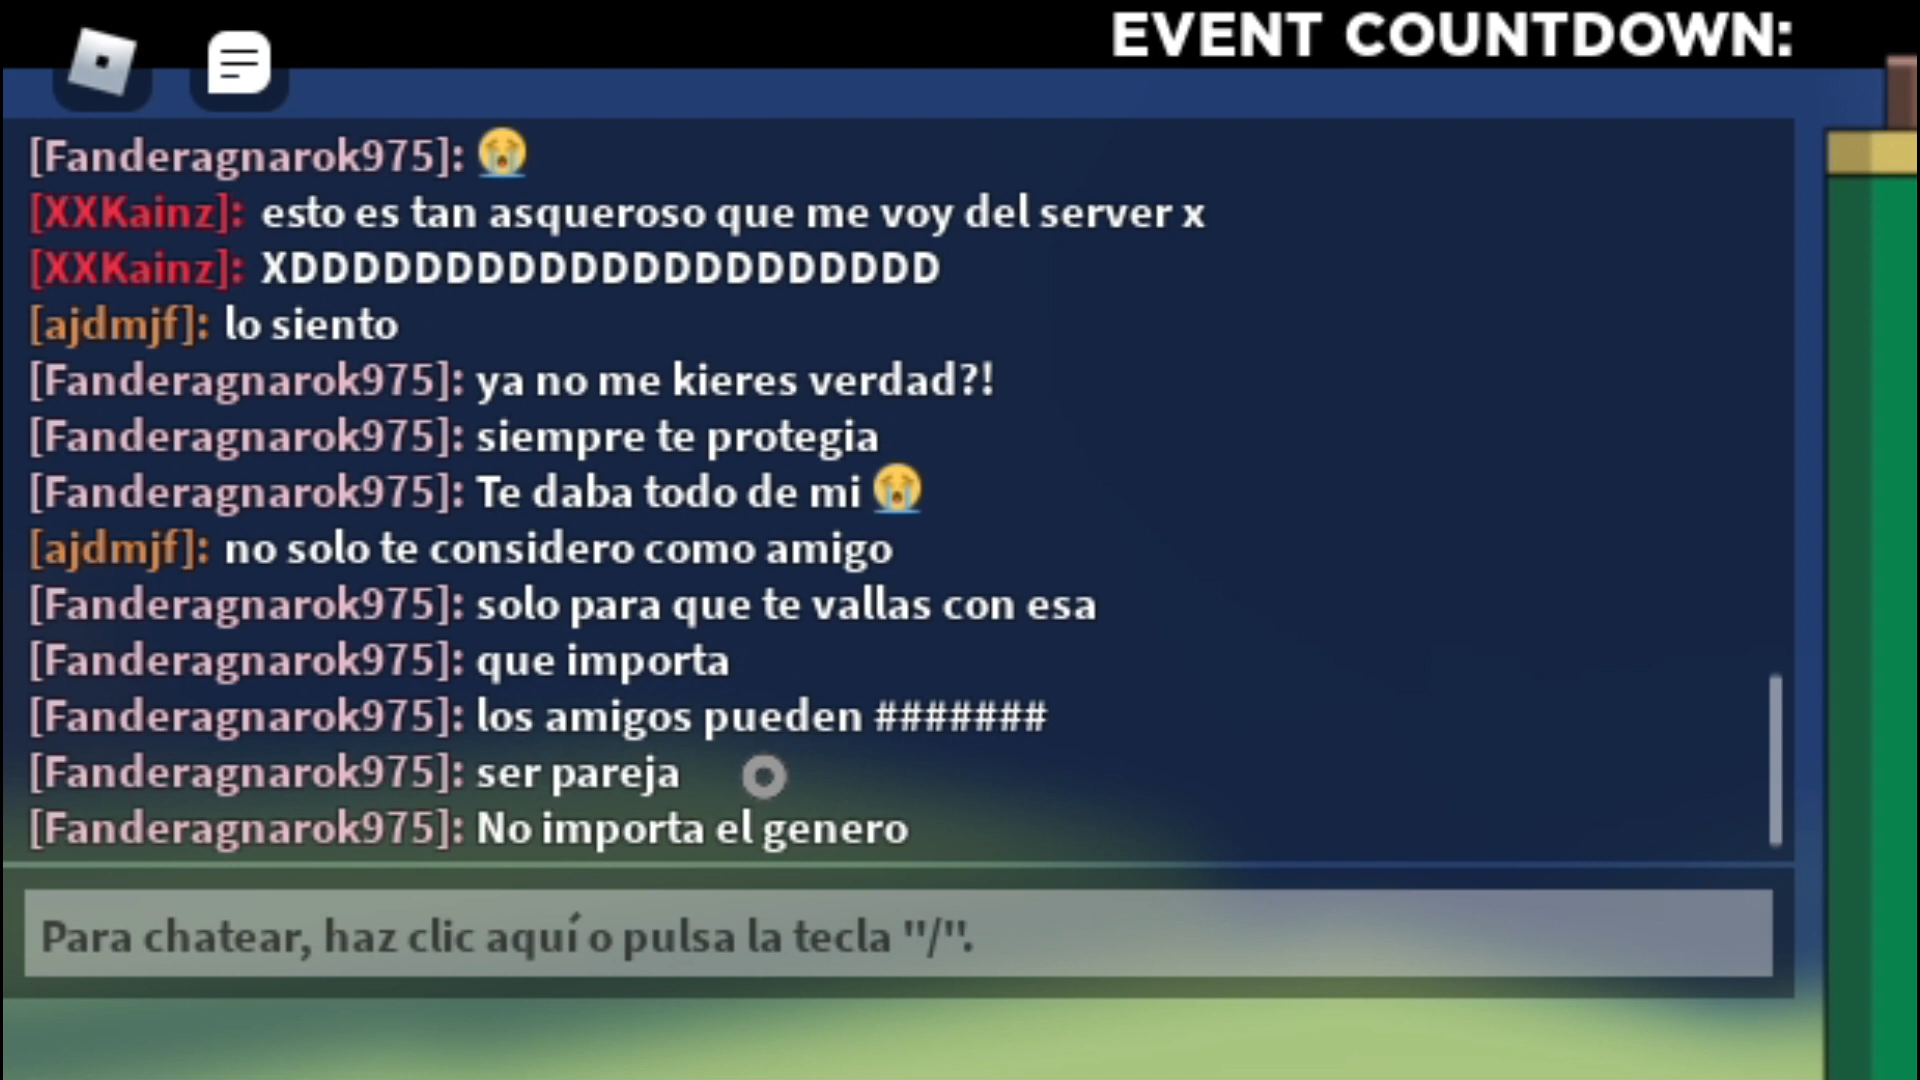 EVENT COUNTDOWN:
[Fanderagnarok975]: 😭
[XXKainz]: esto es tan asqueroso que me voy del server x
[XXKainz]: XDDDDDDDDDDDDDDDDDDDDD
[ajdmjf]: lo siento
[Fanderagnarok975]: ya no me kieres verdad?!
[Fanderagnarok975]: siempre te protegia
[Fanderagnarok975]: Te daba todo de mi 😭
[ajdmjf]: no solo te considero como amigo
[Fanderagnarok975]: solo para que te vallas con esa
[Fanderagnarok975]: que importa
[Fanderagnarok975]: los amigos pueden #######
[Fanderagnarok975]: ser pareja
[Fanderagnarok975]: No importa el genero
Para chatear, haz clic aquí o pulsa la tecla "/".